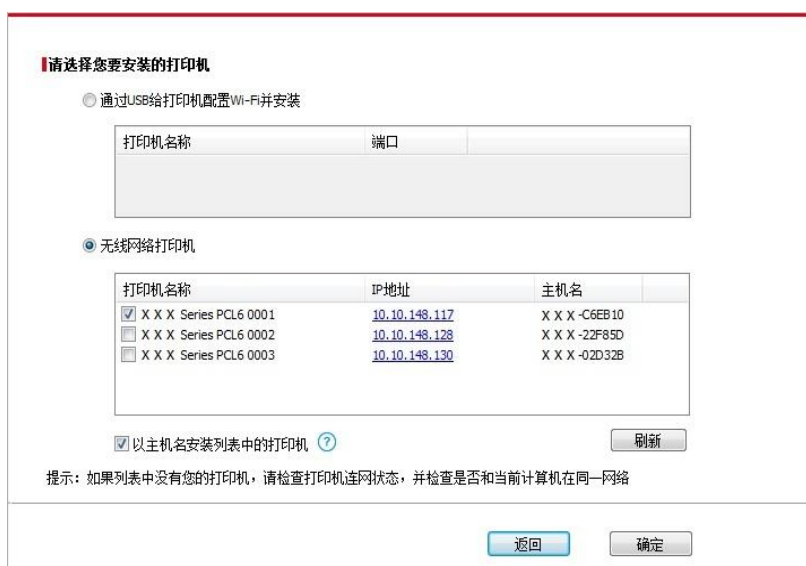 请选择您要安装的打印机
通过USB给打印机配置Wi-Fi并安装
打印机名称 端口
无线网络打印机
打印机名称 IP地址 主机名
X X X Series PCL6 0001 10.10.148.117 X X X -C6EB10
X X X Series PCL6 0002 10.10.148.128 X X X -22F85D
X X X Series PCL6 0003 10.10.148.130 X X X -02D32B
以主机名安装列表中的打印机 ? 刷新
提示：如果列表中没有您的打印机，请检查打印机连网状态，并检查是否和当前计算机在同一网络
返回 确定